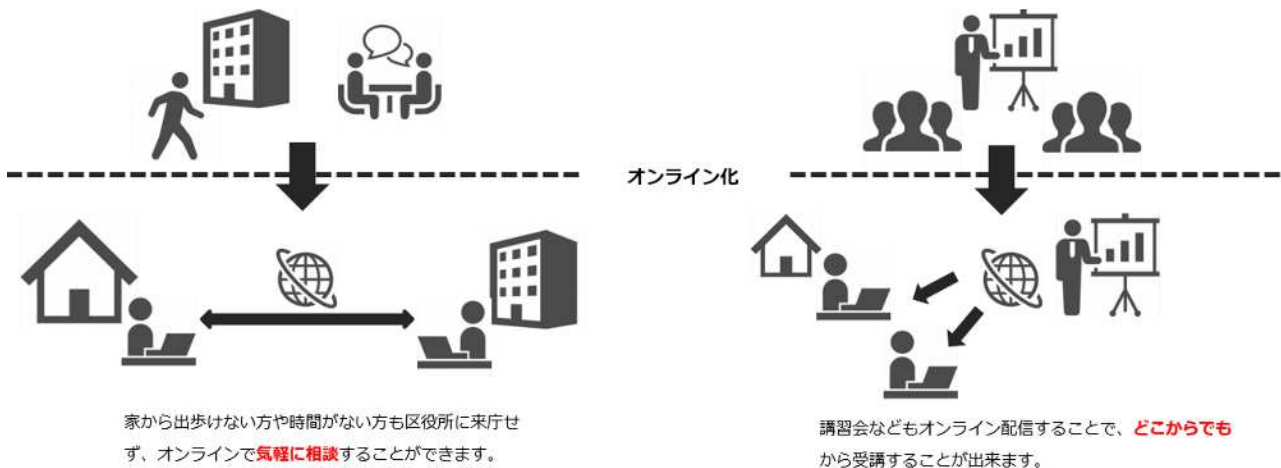 オンライン化
家から出歩けない方や時間がない方も区役所に来庁せ
ず、オンラインで気軽に相談することができます。
講習会などもオンライン配信することで、どこからでも
から受講することが出来ます。